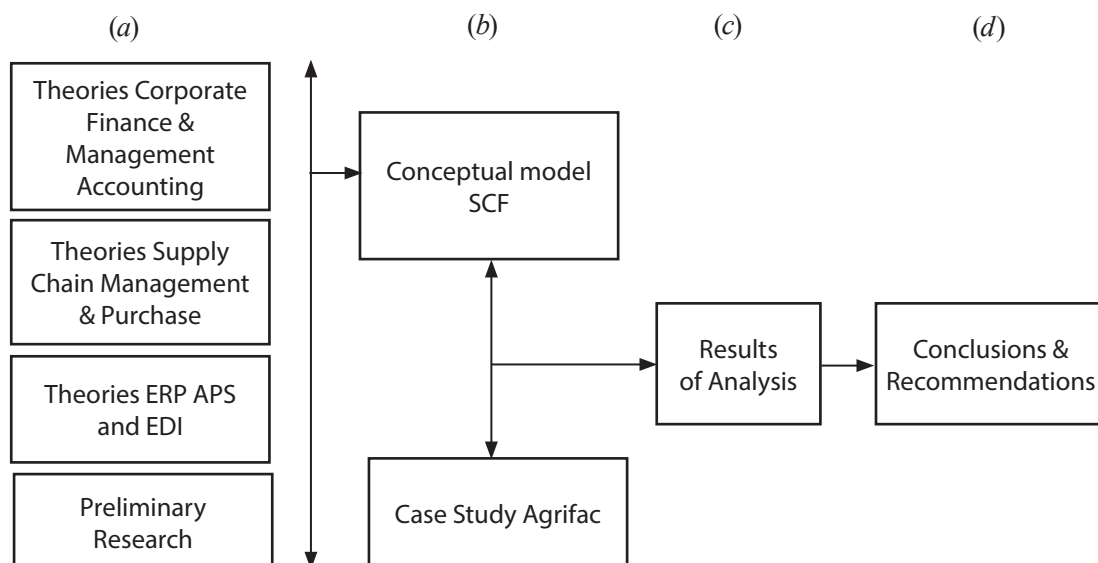 (a)
(b)
(c)
(d)
Theories Corporate
Finance &
Management
Accounting
Theories Supply
Chain Management
& Purchase
Theories ERP APS
and EDI
Preliminary
Research
Conceptual model
SCF
Case Study Agrifac
Results
of Analysis
Conclusions &
Recommendations